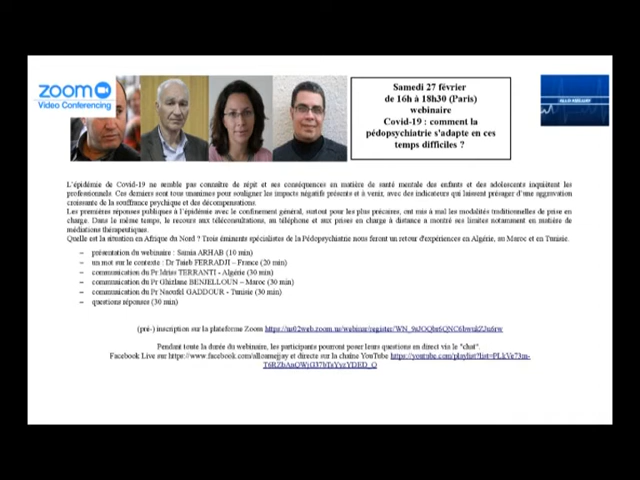 zoom
Video Conferencing
Samedi 27 février
de 16h à 18h30 (Paris)
webinaire
Covid-19 : comment la
pédopsychiatrie s'adapte en ces
temps difficiles ?
L'épidémie de Covid-19 ne semble pas connaître de répit et ses conséquences en matière de santé mentale des enfants et des adolescents inquiètent les
professionnels. Ces derniers sont tous unanimes pour souligner les impacts négatifs présents et à venir, avec des indicateurs qui laissent présager d'une aggravation
croissante de la souffrance psychique et des décompensations.
Les premières réponses publiques à l'épidémie avec le confinement général, surtout pour les plus précaires, ont mis à mal les modalités traditionnelles de prise en
charge. Dans le même temps, le recours aux téléconsultations, au téléphone et aux prises en charge à distance a montré ses limites notamment en matière de
médiations thérapeutiques.
Quelle est la situation en Afrique du Nord ? Trois éminents spécialistes de la Pédopsychiatrie nous feront un retour d'expériences en Algérie, au Maroc et en Tunisie.
– présentation du webinaire : Samia ARHAB (10 min)
– un mot sur le contexte : Dr Taïeb FERRADJI – France (20 min)
– communication du Pr Idriss TERRANTI - Algérie (30 min)
– communication du Pr Ghizlane BENJELLOUN – Maroc (30 min)
– communication du Pr Naoufel GADDOUR - Tunisie (30 min)
– questions réponses (30 min)
(pré-) inscription sur la plateforme Zoom
Pendant toute la durée du webinaire, les participants pourront poser leurs questions en direct via le "chat".
Facebook Live sur https://www.facebook.com/ et directe sur la chaîne YouTube